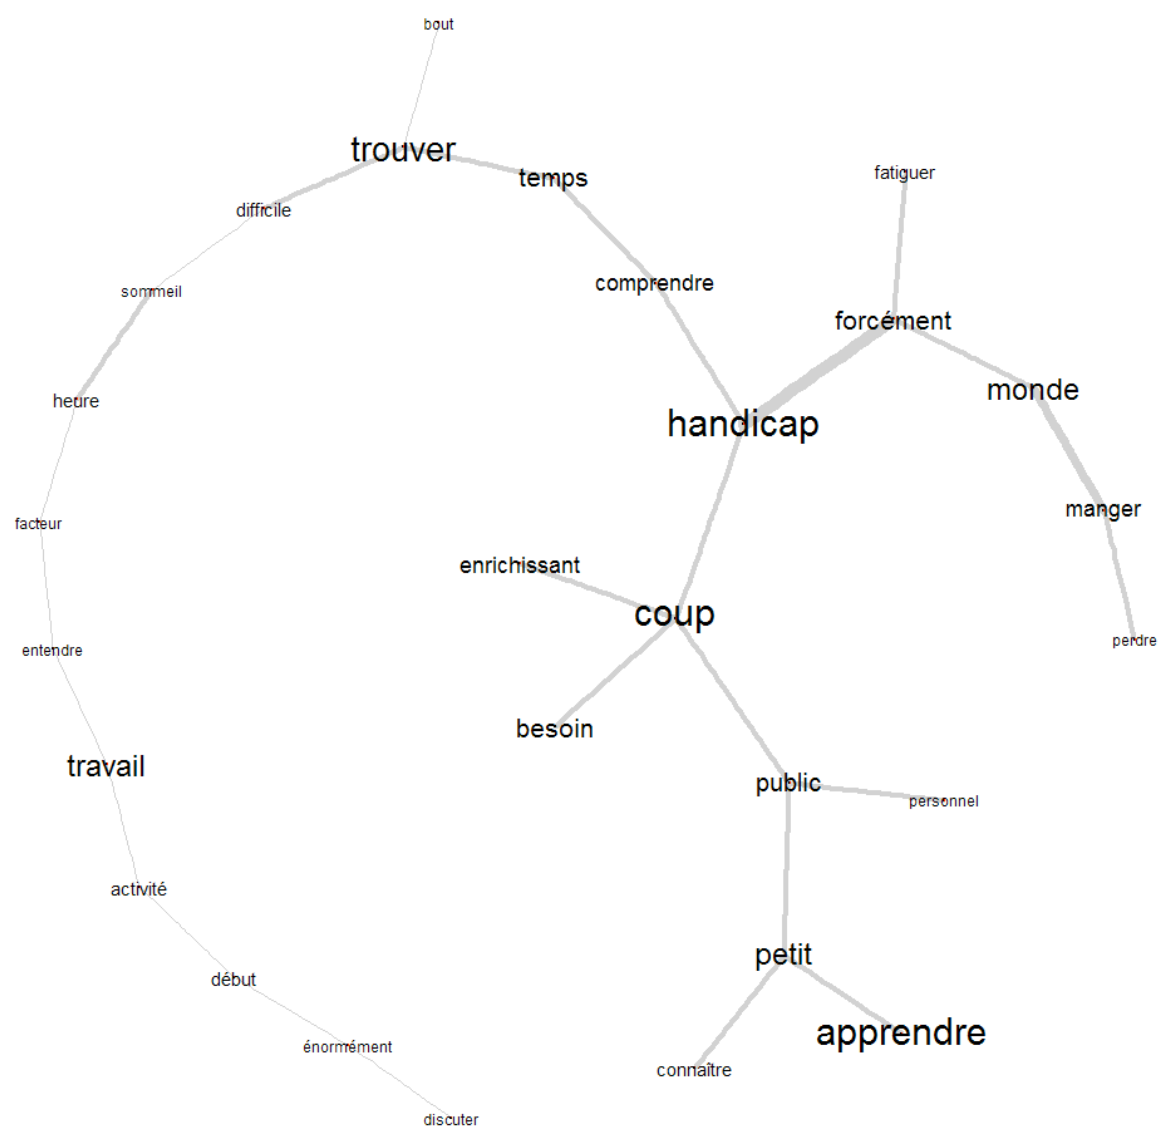 bout
trouver
temps
fatiguer
difficile
comprendre
sommeil
forcément
monde
heure
handicap
manger
facteur
enrichissant
coup
perdre
entendre
besoin
travail
public
personnel
activité
petit
début
apprendre
énormément
connaître
discuter